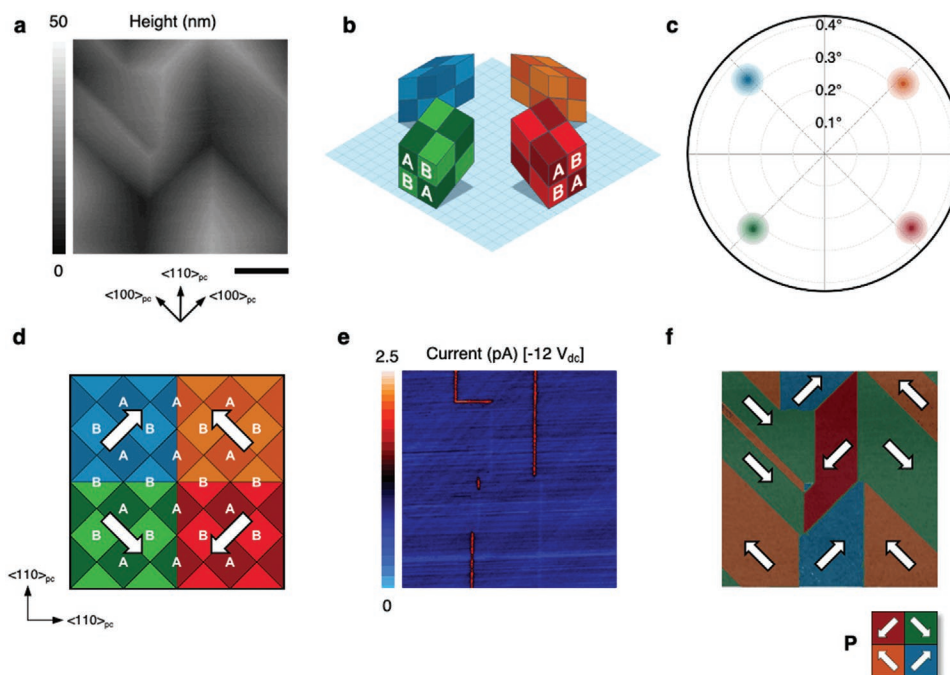 a
50
Height (nm)
0
<110>pc
<100>pc
<100>pc
b
A B
B A
A B
B A
c
0.4°
0.3°
0.2°
0.1°
d
A A A
B B B B
A A A
B B B B
A A A
B B B B
A A A
<110>pc
<110>pc
e
2.5
Current (pA) [-12 Vdc]
0
f
P